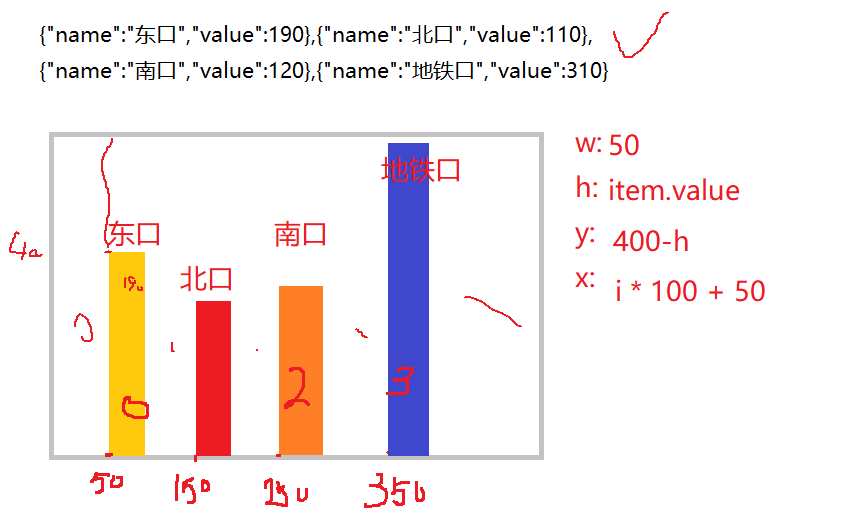 {"name":"东口","value":190},{"name":"北口","value":110},
{"name":"南口","value":120},{"name":"地铁口","value":310}
w: 50
h: item.value
y: 400-h
x: i * 100 + 50
地铁口
东口
南口
北口
190
0
2
3
50
150
250
350